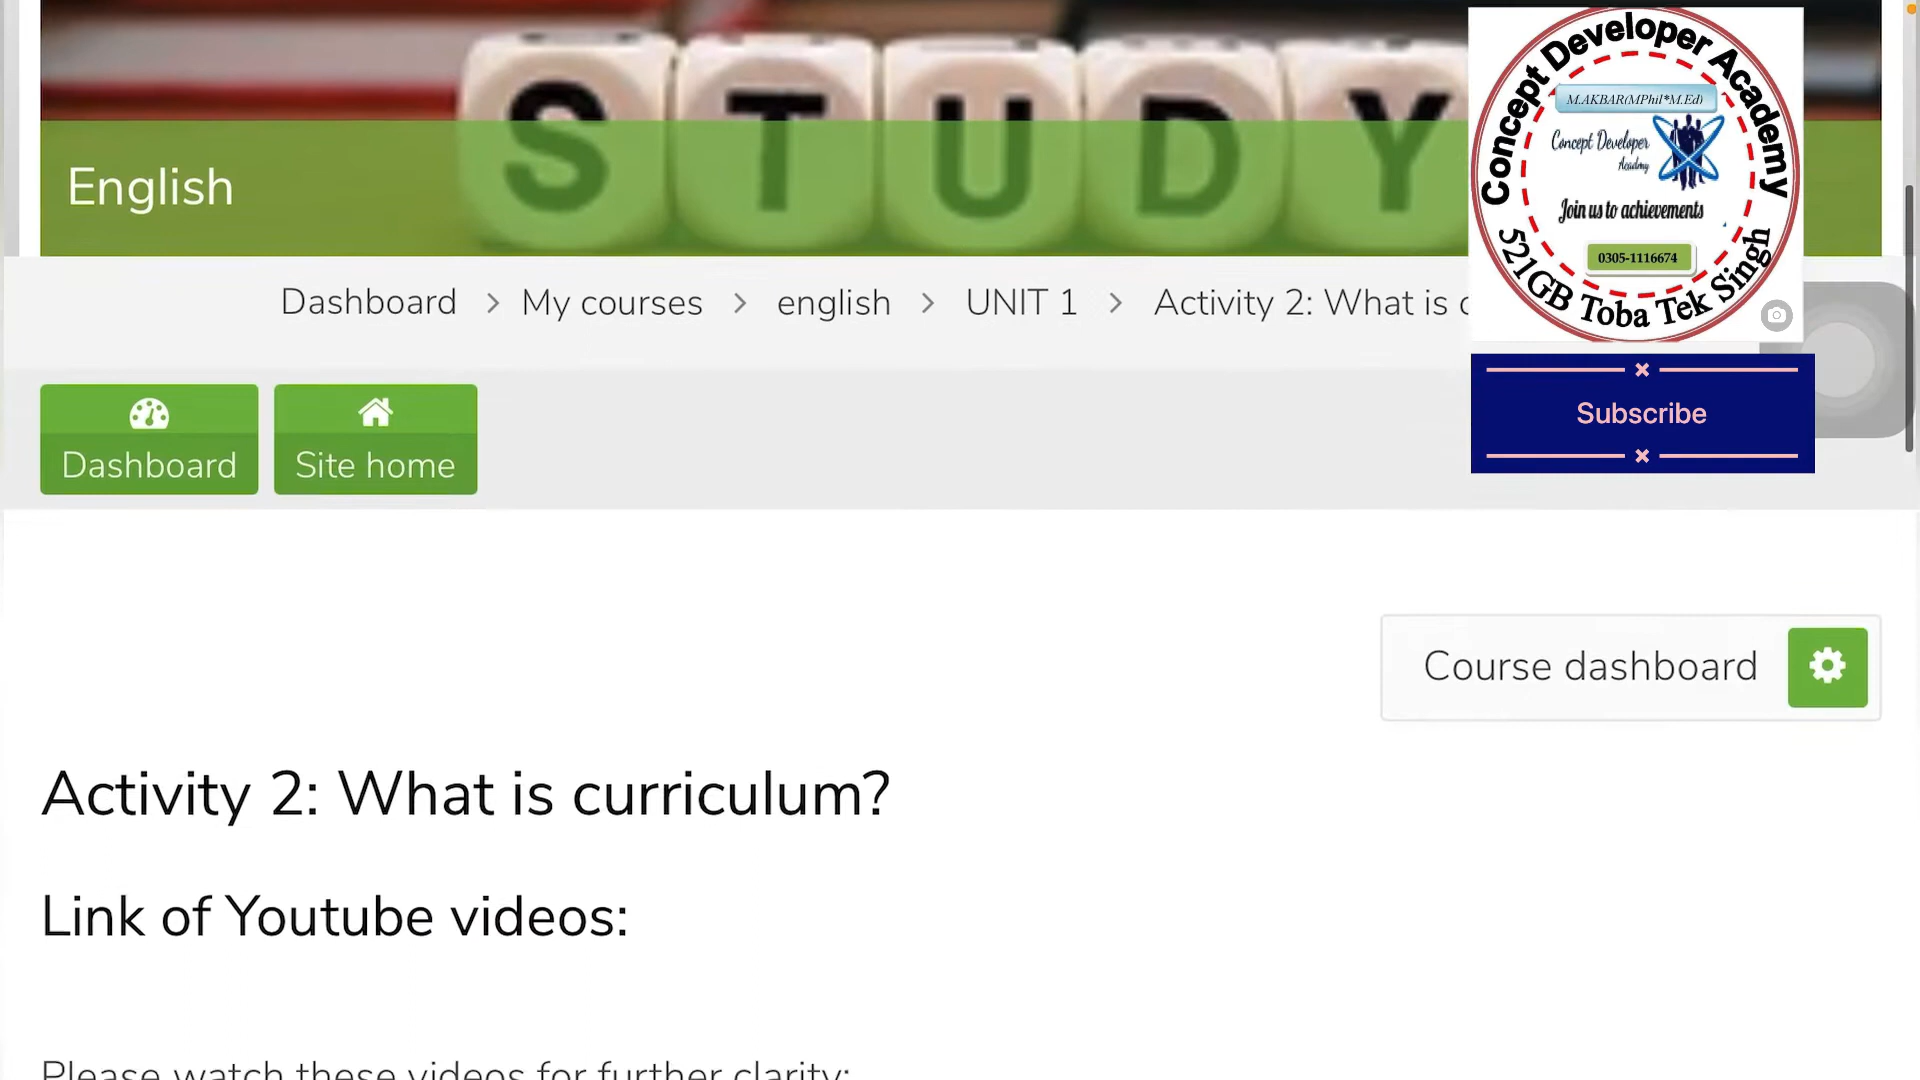 STUDY
English
Concept Developer Academy
M.AKBAR(MPhil*M.Ed)
Concept Developer
Academy
Join us to achievements
0305-1116674
521GB Toba Tek Singh
Dashboard > My courses > english > UNIT 1 > Activity 2: What is c
Subscribe
Dashboard
Site home
Course dashboard
Activity 2: What is curriculum?
Link of Youtube videos:
Please watch these videos for further clarity: